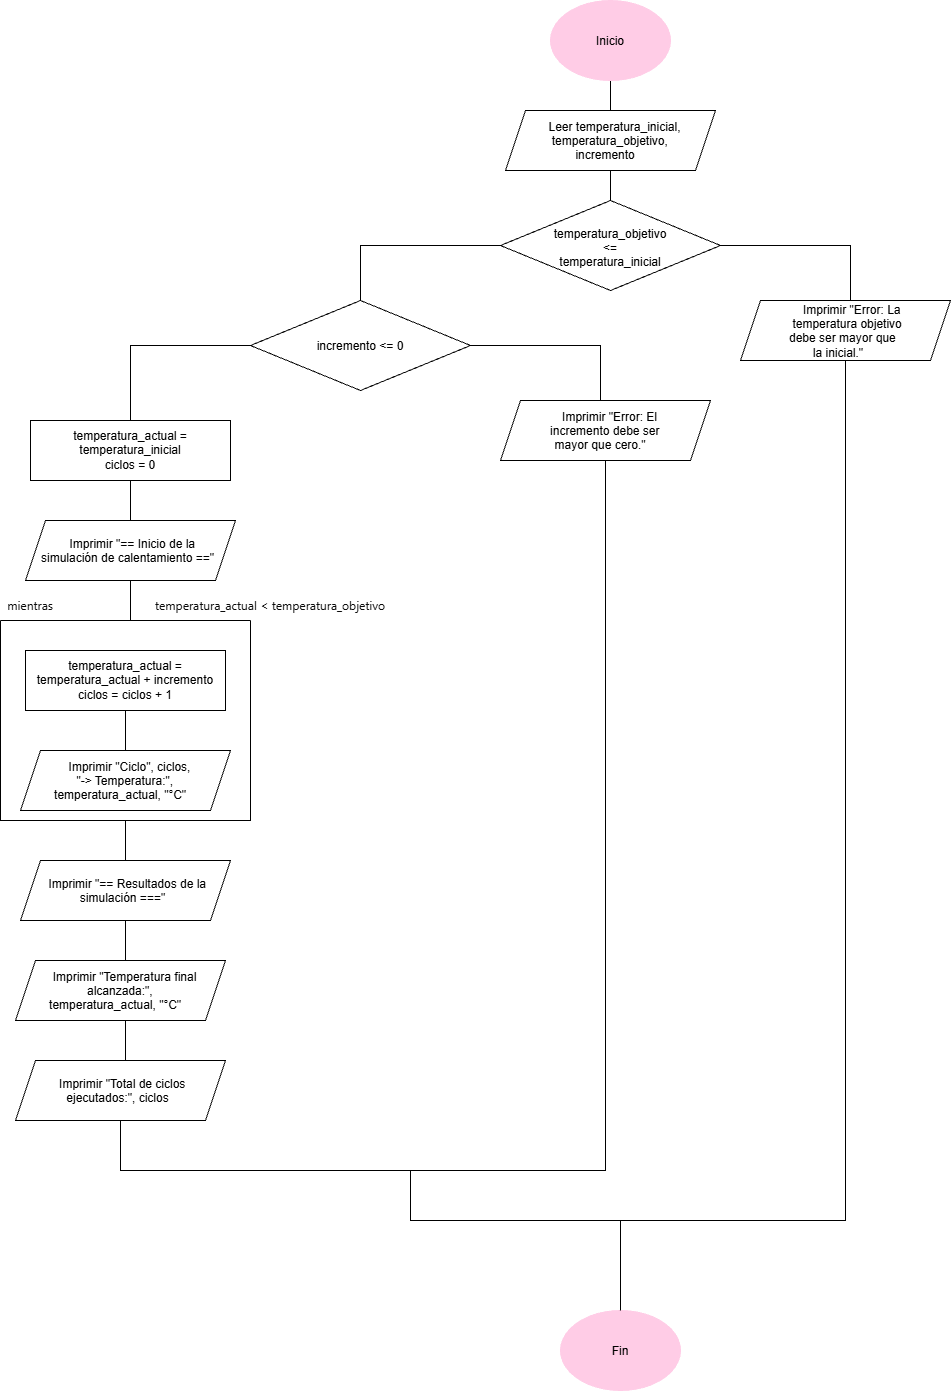 Inicio
Leer temperatura_inicial,
temperatura_objetivo,
incremento
temperatura_objetivo
<=
temperatura_inicial
Imprimir "Error: La
temperatura objetivo
debe ser mayor que
la inicial."
incremento <= 0
Imprimir "Error: El
incremento debe ser
mayor que cero."
temperatura_actual =
temperatura_inicial
ciclos = 0
Imprimir "== Inicio de la
simulación de calentamiento =="
mientras
temperatura_actual < temperatura_objetivo
temperatura_actual =
temperatura_actual + incremento
ciclos = ciclos + 1
Imprimir "Ciclo", ciclos,
"-> Temperatura:",
temperatura_actual, "°C"
Imprimir "== Resultados de la
simulación ==="
Imprimir "Temperatura final
alcanzada:",
temperatura_actual, "°C"
Imprimir "Total de ciclos
ejecutados:", ciclos
Fin